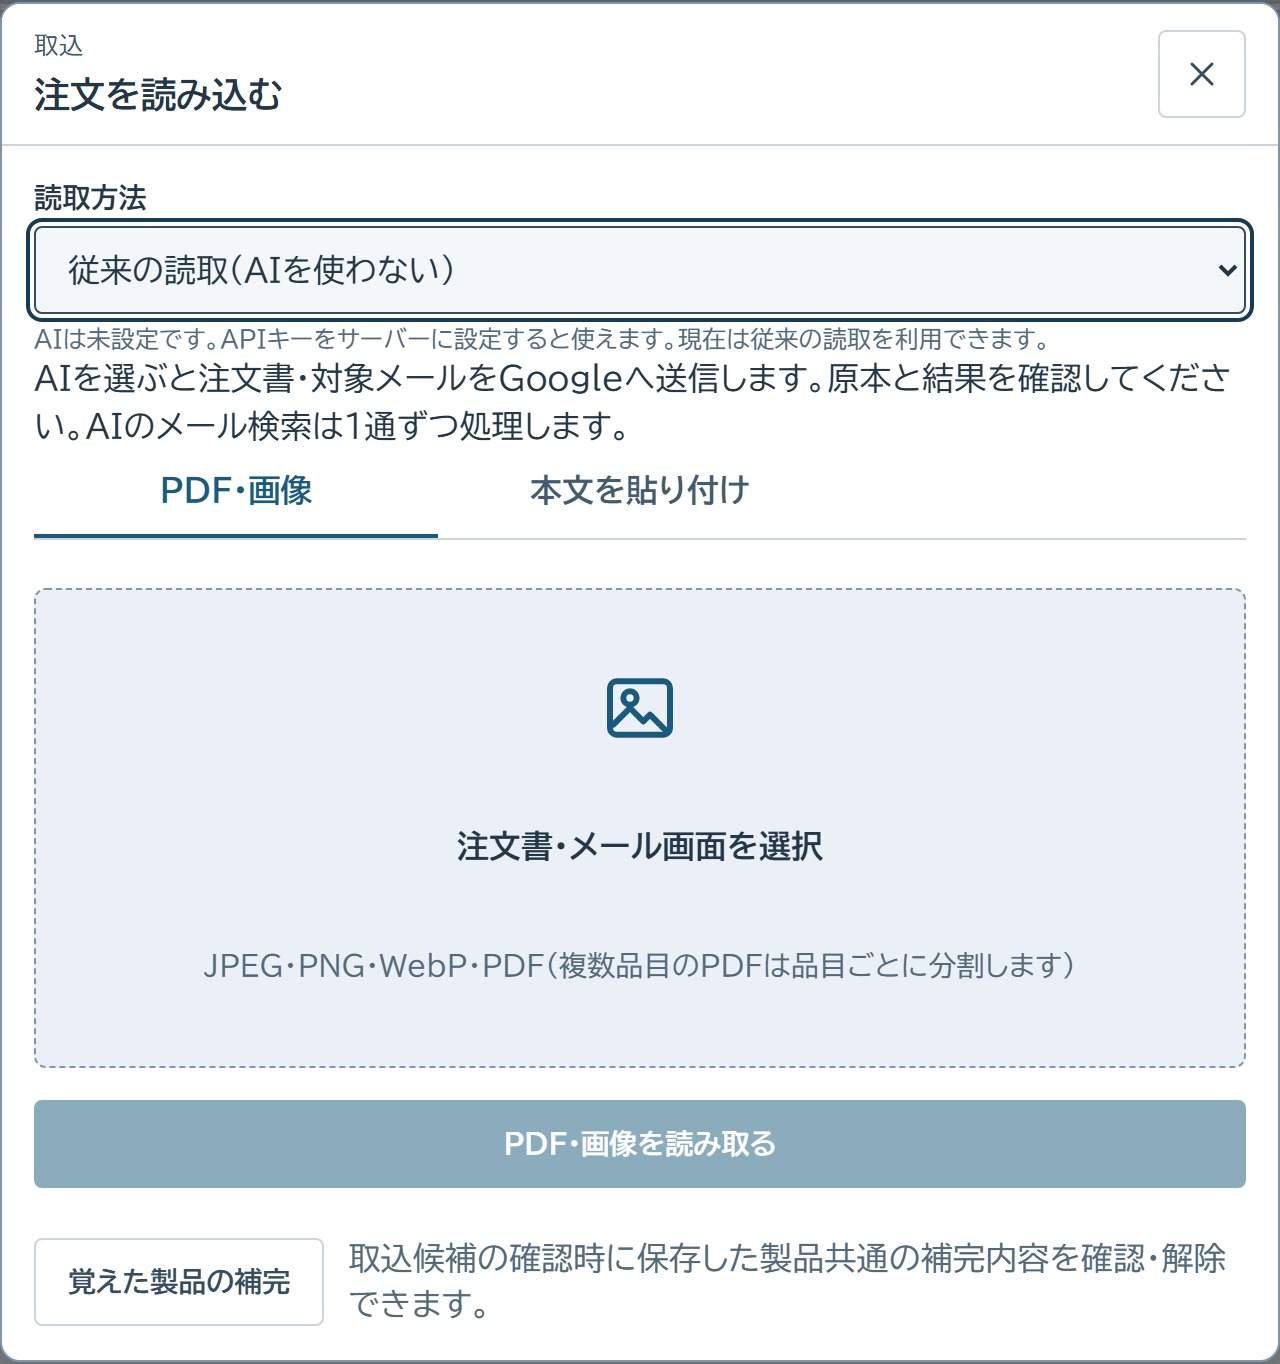 取込
注文を読み込む
読取方法
従来の読取(AIを使わない)
AIは未設定です。APIキーをサーバーに設定すると使えます。現在は従来の読取を利用できます。
AIを選ぶと注文書・対象メールをGoogleへ送信します。原本と結果を確認してくださ
い。AIのメール検索は1通ずつ処理します。
PDF・画像
本文を貼り付け
注文書・メール画面を選択
JPEG・PNG・WebP・PDF(複数品目のPDFは品目ごとに分割します)
PDF・画像を読み取る
覚えた製品の補完
取込候補の確認時に保存した製品共通の補完内容を確認・解除
できます。